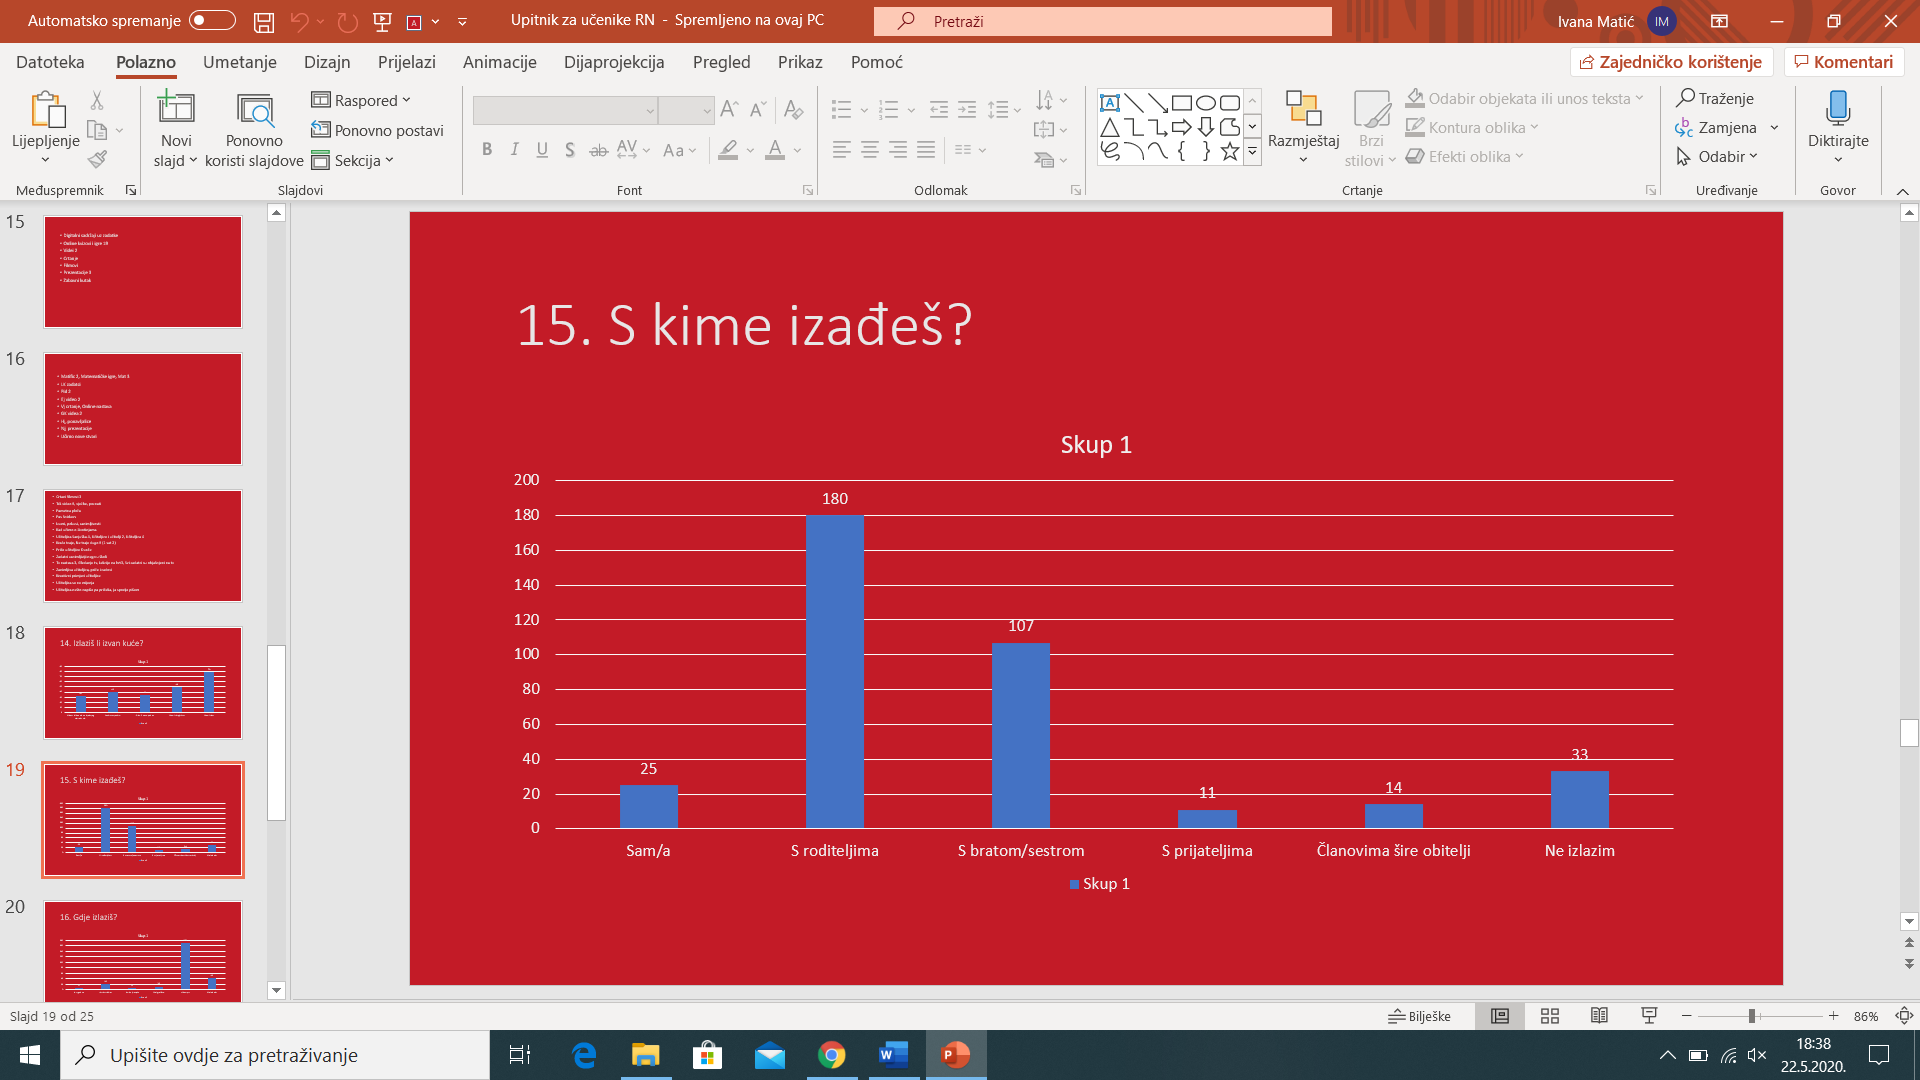 Automatsko spremanje
Upitnik za učenike RN - Spremljeno na ovaj PC
Pretraži
Ivana Matić
IM
Datoteka
Polazno
Umetanje
Dizajn
Prijelazi
Animacije
Dijaprojekcija
Pregled
Prikaz
Pomoć
Zajedničko korištenje
Komentari
Lijepljenje
Međuspremnik
Novi
slajd
Ponovno
koristi slajdove
Raspored
Ponovno postavi
Sekcija
Slajdovi
Font
Odlomak
Razmještaj
Brzi
stilovi
Odabir objekata ili unos teksta
Kontura oblika
Efekti oblika
Crtanje
Traženje
Zamjena
Odabir
Uređivanje
Diktirajte
Govor
15
16
17
18
14. Izlaziš li izvan kuće?
19
15. S kime izađeš?
20
16. Gdje izlaziš?
15. S kime izađeš?
Skup 1
200
180
160
140
120
100
80
60
40
20
0
25
180
107
11
14
33
Sam/a
S roditeljima
S bratom/sestrom
S prijateljima
Članovima šire obitelji
Ne izlazim
Skup 1
Slajd 19 od 25
Bilješke
86%
Upišite ovdje za pretraživanje
18:38
22.5.2020.